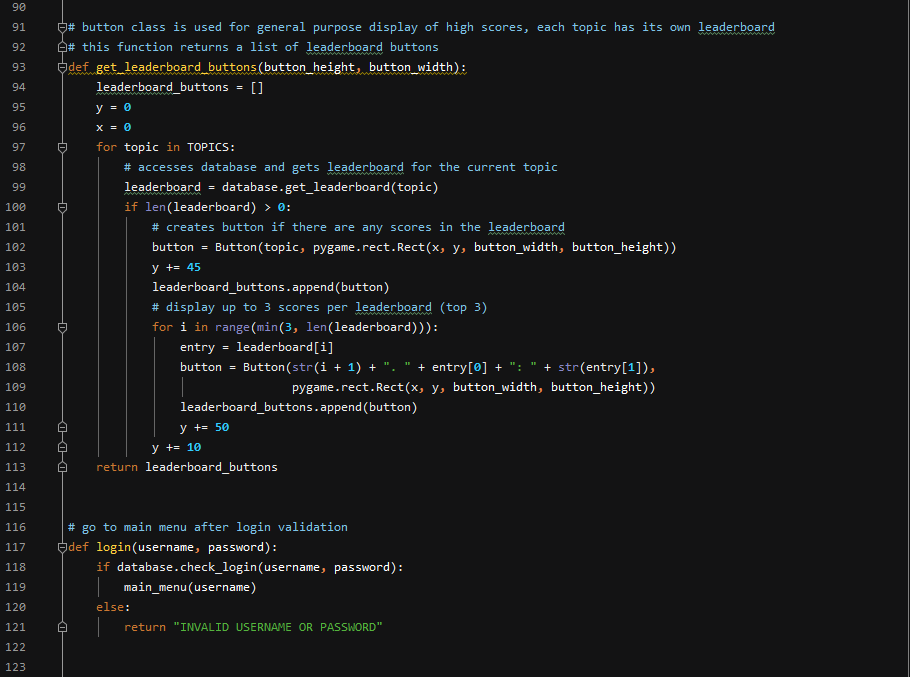 90
91 # button class is used for general purpose display of high scores, each topic has its own leaderboard
92 # this function returns a list of leaderboard buttons
93 def get_leaderboard_buttons(button_height, button_width):
94     leaderboard_buttons = []
95     y = 0
96     x = 0
97     for topic in TOPICS:
98         # accesses database and gets leaderboard for the current topic
99         leaderboard = database.get_leaderboard(topic)
100         if len(leaderboard) > 0:
101             # creates button if there are any scores in the leaderboard
102             button = Button(topic, pygame.rect.Rect(x, y, button_width, button_height))
103             y += 45
104             leaderboard_buttons.append(button)
105             # display up to 3 scores per leaderboard (top 3)
106             for i in range(min(3, len(leaderboard))):
107                 entry = leaderboard[i]
108                 button = Button(str(i + 1) + ". " + entry[0] + ": " + str(entry[1]),
109                                 pygame.rect.Rect(x, y, button_width, button_height))
110                 leaderboard_buttons.append(button)
111                 y += 50
112             y += 10
113     return leaderboard_buttons
114
115
116 # go to main menu after login validation
117 def login(username, password):
118     if database.check_login(username, password):
119         main_menu(username)
120     else:
121         return "INVALID USERNAME OR PASSWORD"
122
123